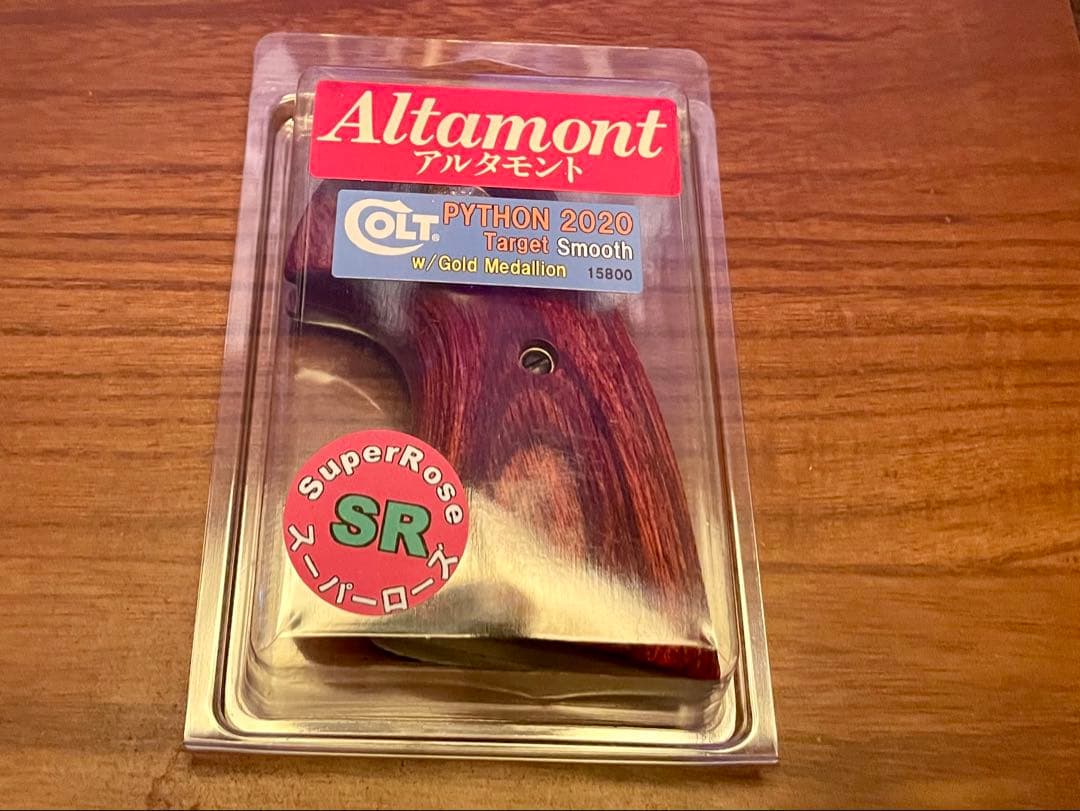 Altamont
アルタモント
COLT® PYTHON 2020
Target Smooth
w/Gold Medallion 15800
SuperRose
SR
スーパーローズ